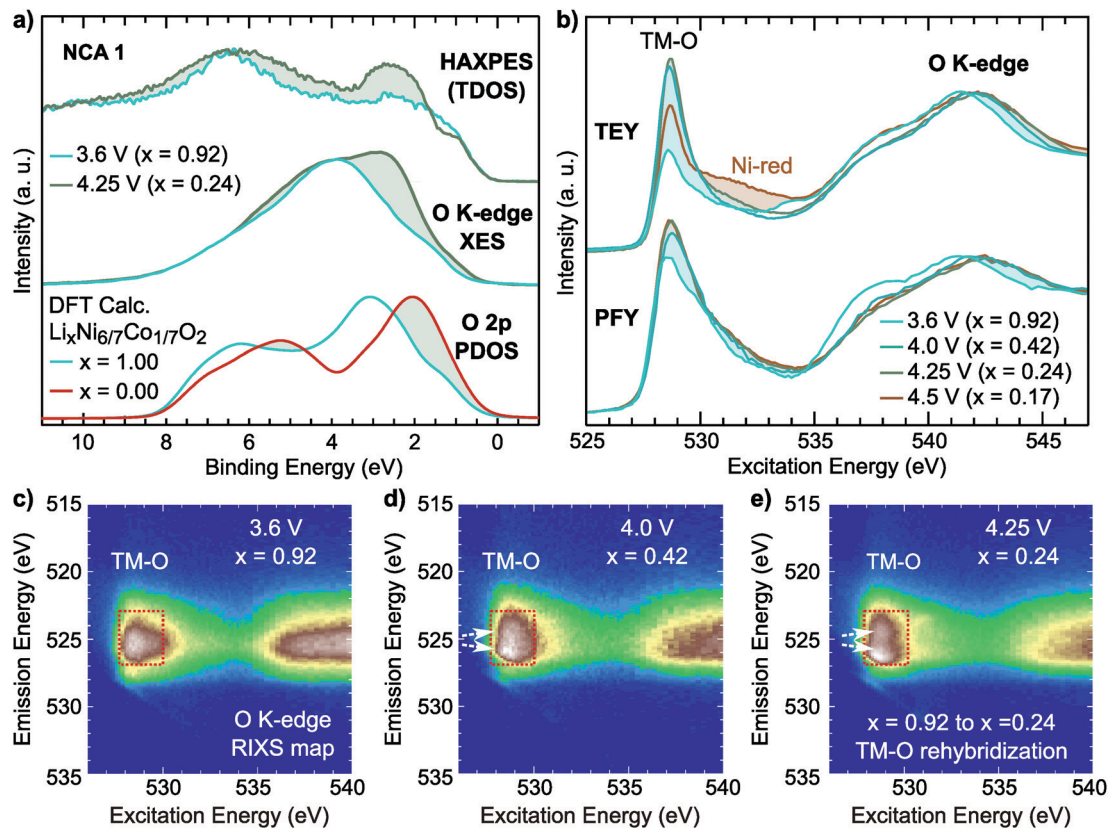 a)
NCA 1
HAXPES
(TDOS)
3.6 V (x = 0.92)
4.25 V (x = 0.24)
O K-edge
XES
DFT Calc.
LiₓNi₆/₇Co₁/₇O₂
x = 1.00
x = 0.00
O 2p
PDOS
Intensity (a. u.)
10 8 6 4 2 0
Binding Energy (eV)
b)
TM-O
O K-edge
TEY
Ni-red
PFY
3.6 V (x = 0.92)
4.0 V (x = 0.42)
4.25 V (x = 0.24)
4.5 V (x = 0.17)
Intensity (a. u.)
525 530 535 540 545
Excitation Energy (eV)
c)
3.6 V
x = 0.92
TM-O
O K-edge
RIXS map
515
520
525
530
535
Emission Energy (eV)
530 535 540
Excitation Energy (eV)
d)
4.0 V
x = 0.42
TM-O
515
520
525
530
535
Emission Energy (eV)
530 535 540
Excitation Energy (eV)
e)
4.25 V
x = 0.24
TM-O
x = 0.92 to x =0.24
TM-O rehybridization
515
520
525
530
535
Emission Energy (eV)
530 535 540
Excitation Energy (eV)